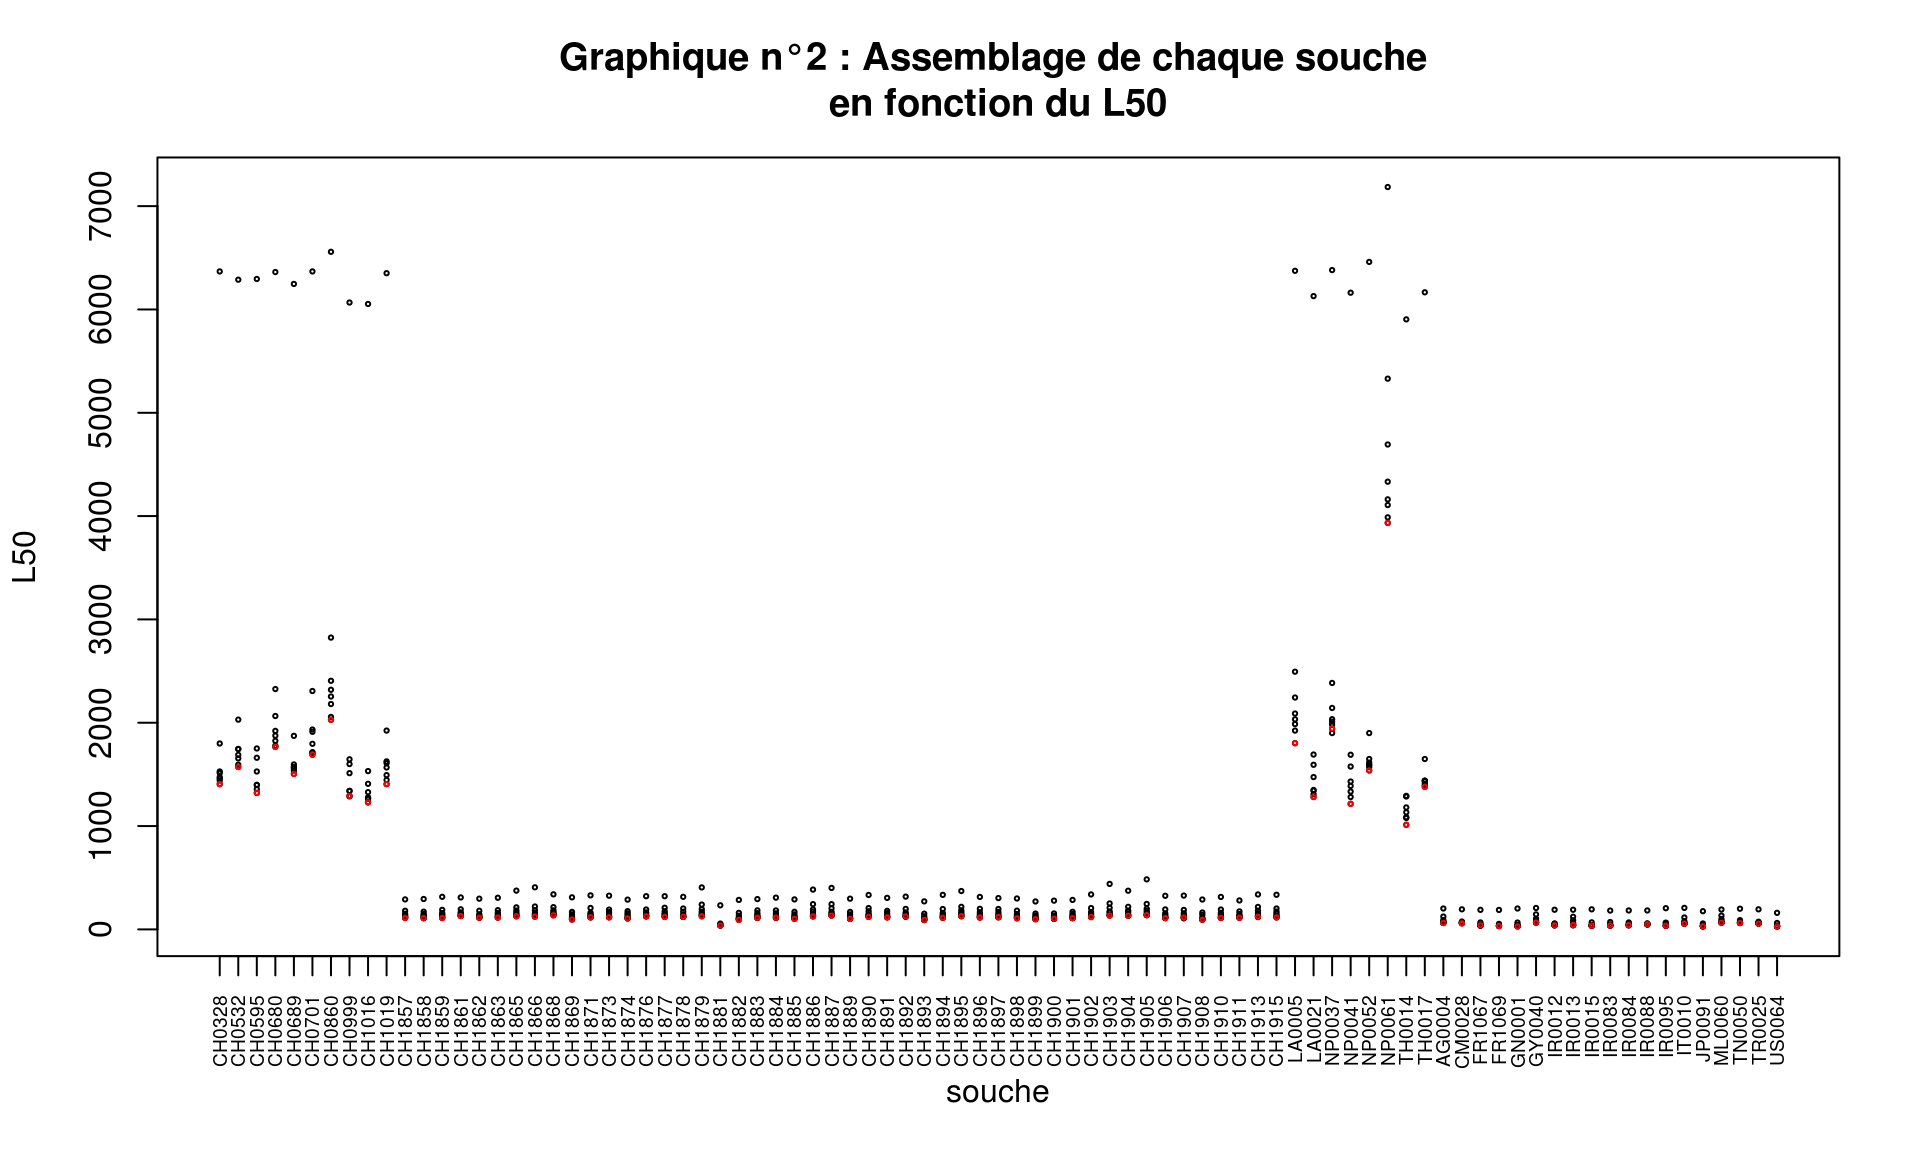 Graphique n°2 : Assemblage de chaque souche
en fonction du L50
L50
7000
6000
5000
4000
3000
2000
1000
0
CH0328
CH0532
CH0595
CH0680
CH0689
CH0701
CH0860
CH0999
CH1016
CH1019
CH1857
CH1858
CH1859
CH1861
CH1862
CH1863
CH1865
CH1866
CH1868
CH1869
CH1871
CH1873
CH1874
CH1876
CH1877
CH1878
CH1879
CH1881
CH1882
CH1883
CH1884
CH1885
CH1886
CH1887
CH1889
CH1890
CH1891
CH1892
CH1893
CH1894
CH1895
CH1896
CH1897
CH1898
CH1899
CH1900
CH1901
CH1902
CH1903
CH1904
CH1905
CH1906
CH1907
CH1908
CH1910
CH1911
CH1913
CH1915
LA0005
LA0021
NP0037
NP0041
NP0052
NP0061
TH0014
TH0017
AG0004
CM0028
FR1067
FR1069
GN0001
GY0040
IR0012
IR0013
IR0015
IR0083
IR0084
IR0088
IR0095
IT0010
JP0091
ML0060
TN0050
TR0025
US0064
souche